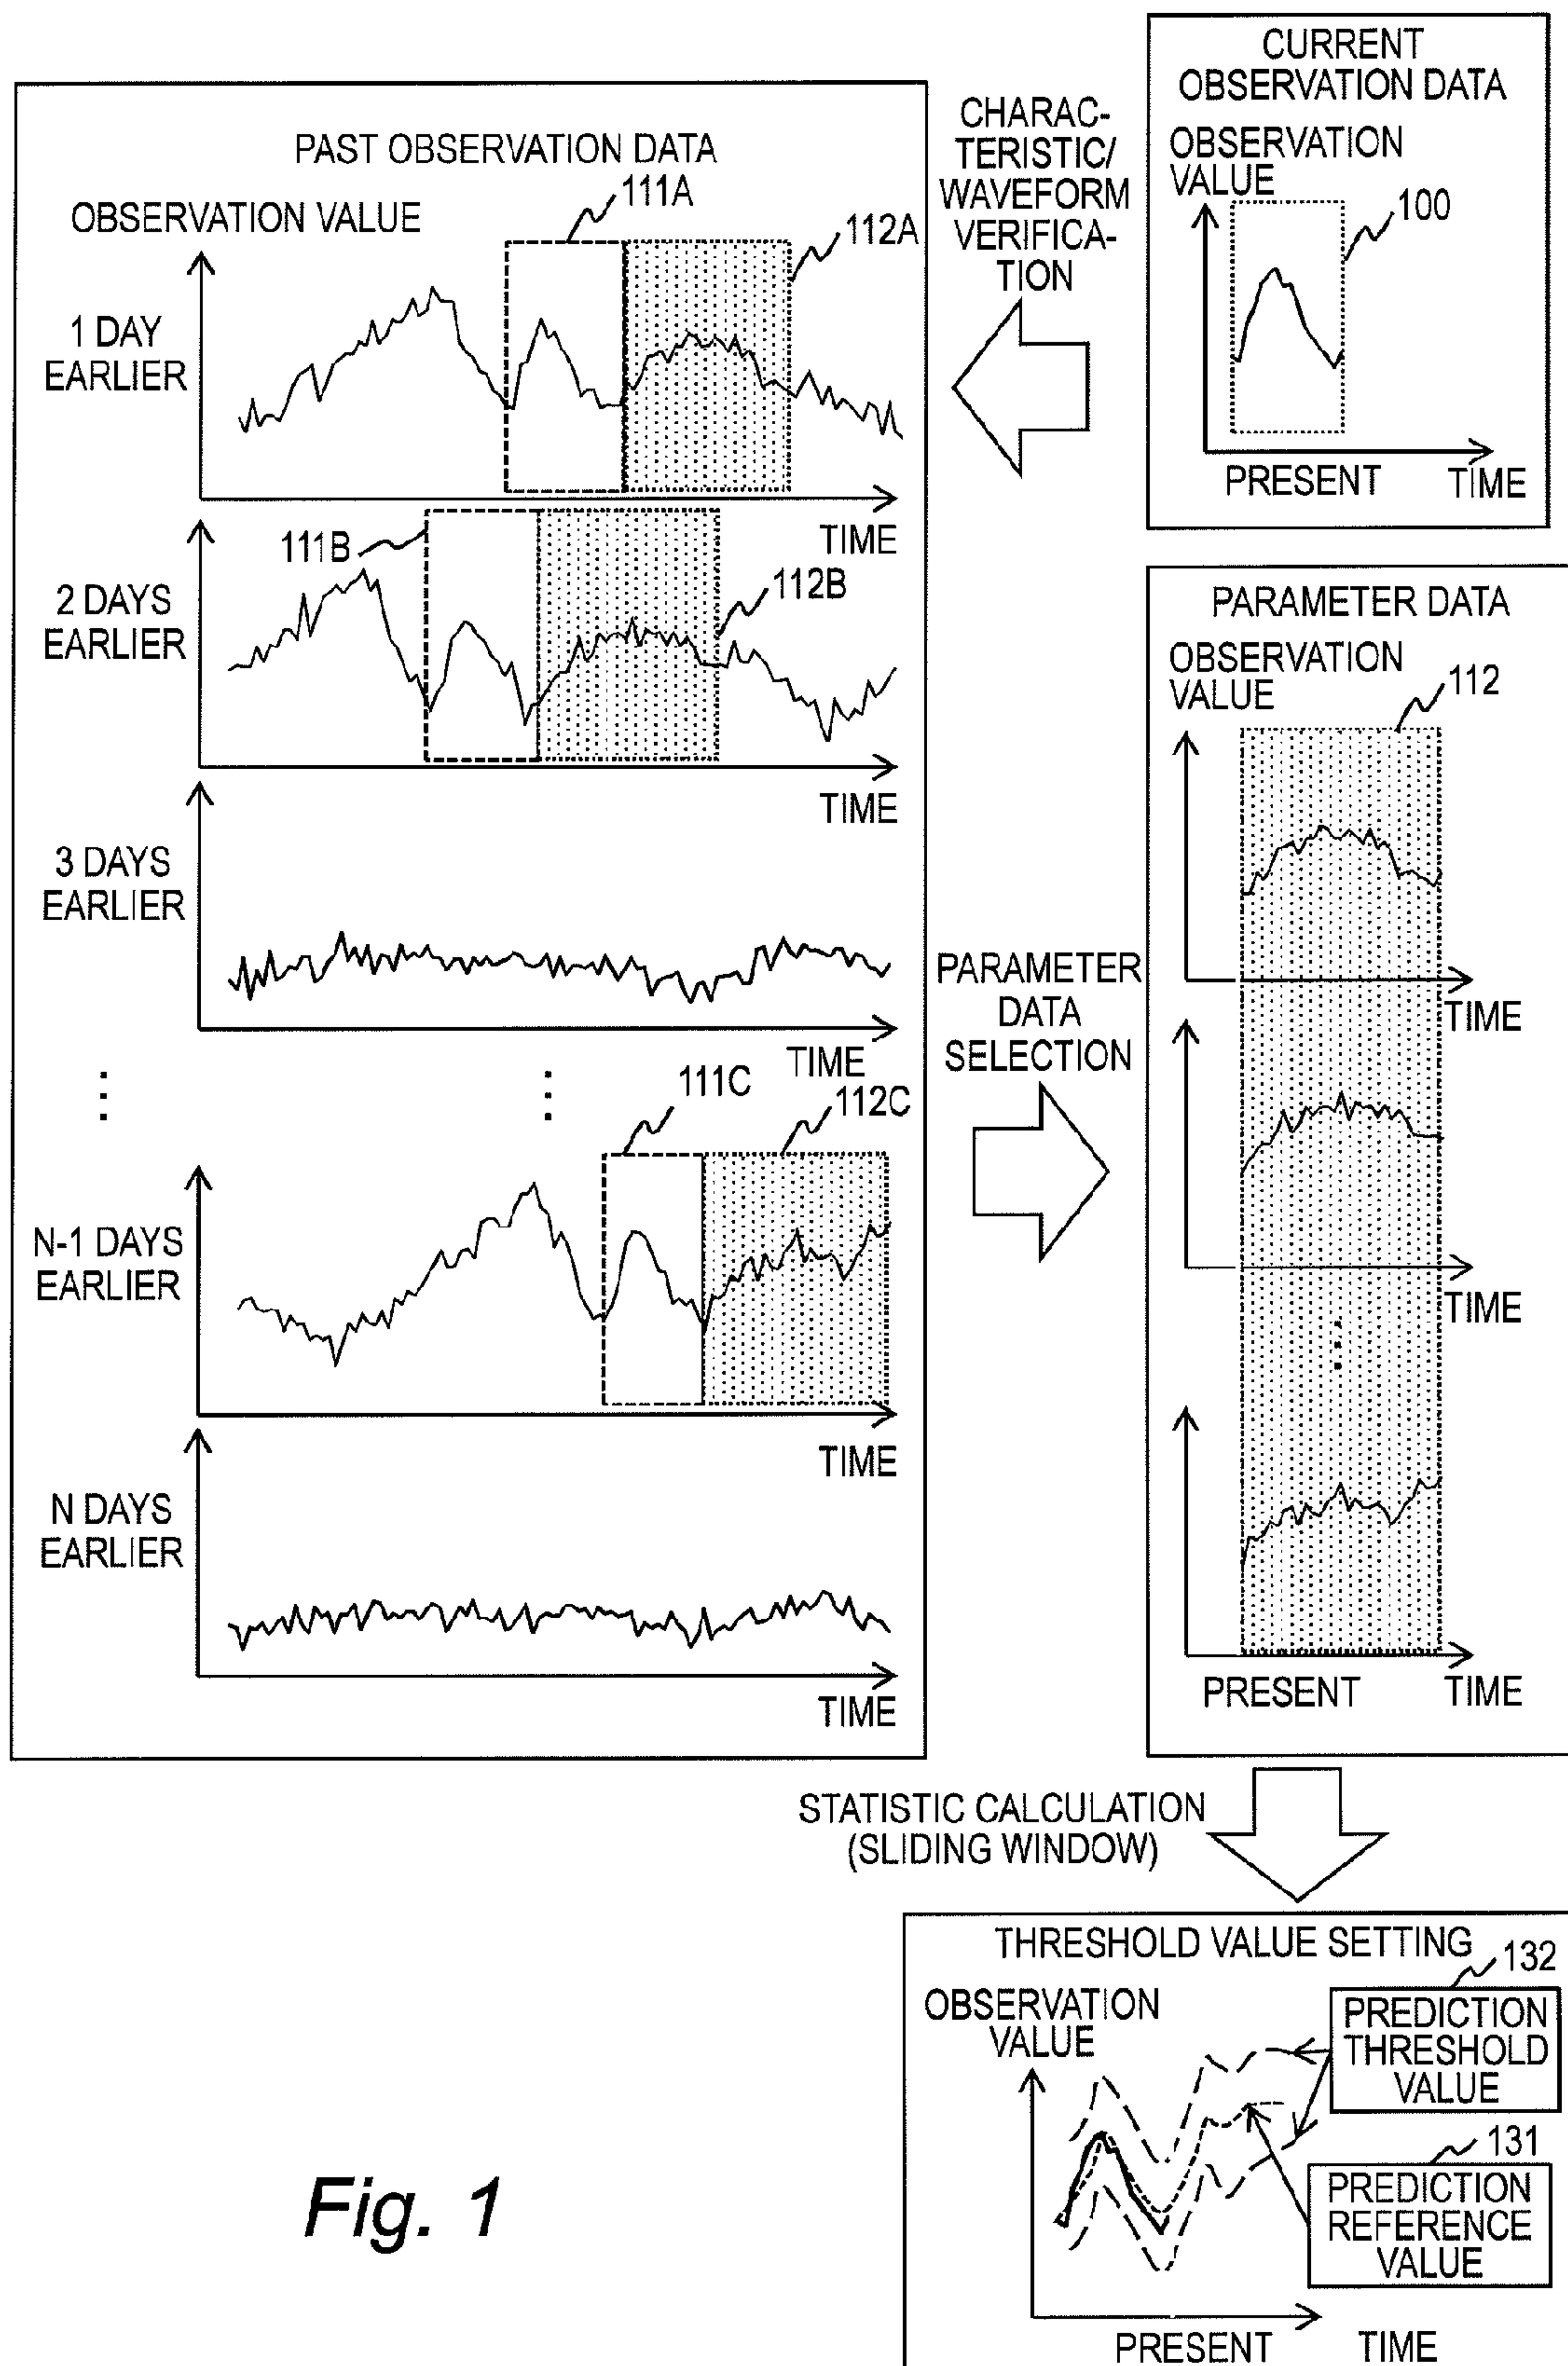 PAST OBSERVATION DATA
OBSERVATION VALUE
111A
112A
1 DAY
EARLIER
TIME
111B
112B
2 DAYS
EARLIER
TIME
3 DAYS
EARLIER
TIME
111C
112C
N-1 DAYS
EARLIER
TIME
N DAYS
EARLIER
TIME
CHARAC-
TERISTIC/
WAVEFORM
VERIFICA-
TION
CURRENT
OBSERVATION DATA
OBSERVATION
VALUE
100
PRESENT
TIME
PARAMETER
DATA
SELECTION
PARAMETER DATA
OBSERVATION
VALUE
112
TIME
TIME
PRESENT
TIME
STATISTIC CALCULATION
(SLIDING WINDOW)
THRESHOLD VALUE SETTING
132
OBSERVATION
VALUE
PREDICTION
THRESHOLD
VALUE
131
PREDICTION
REFERENCE
VALUE
PRESENT
TIME
Fig. 1